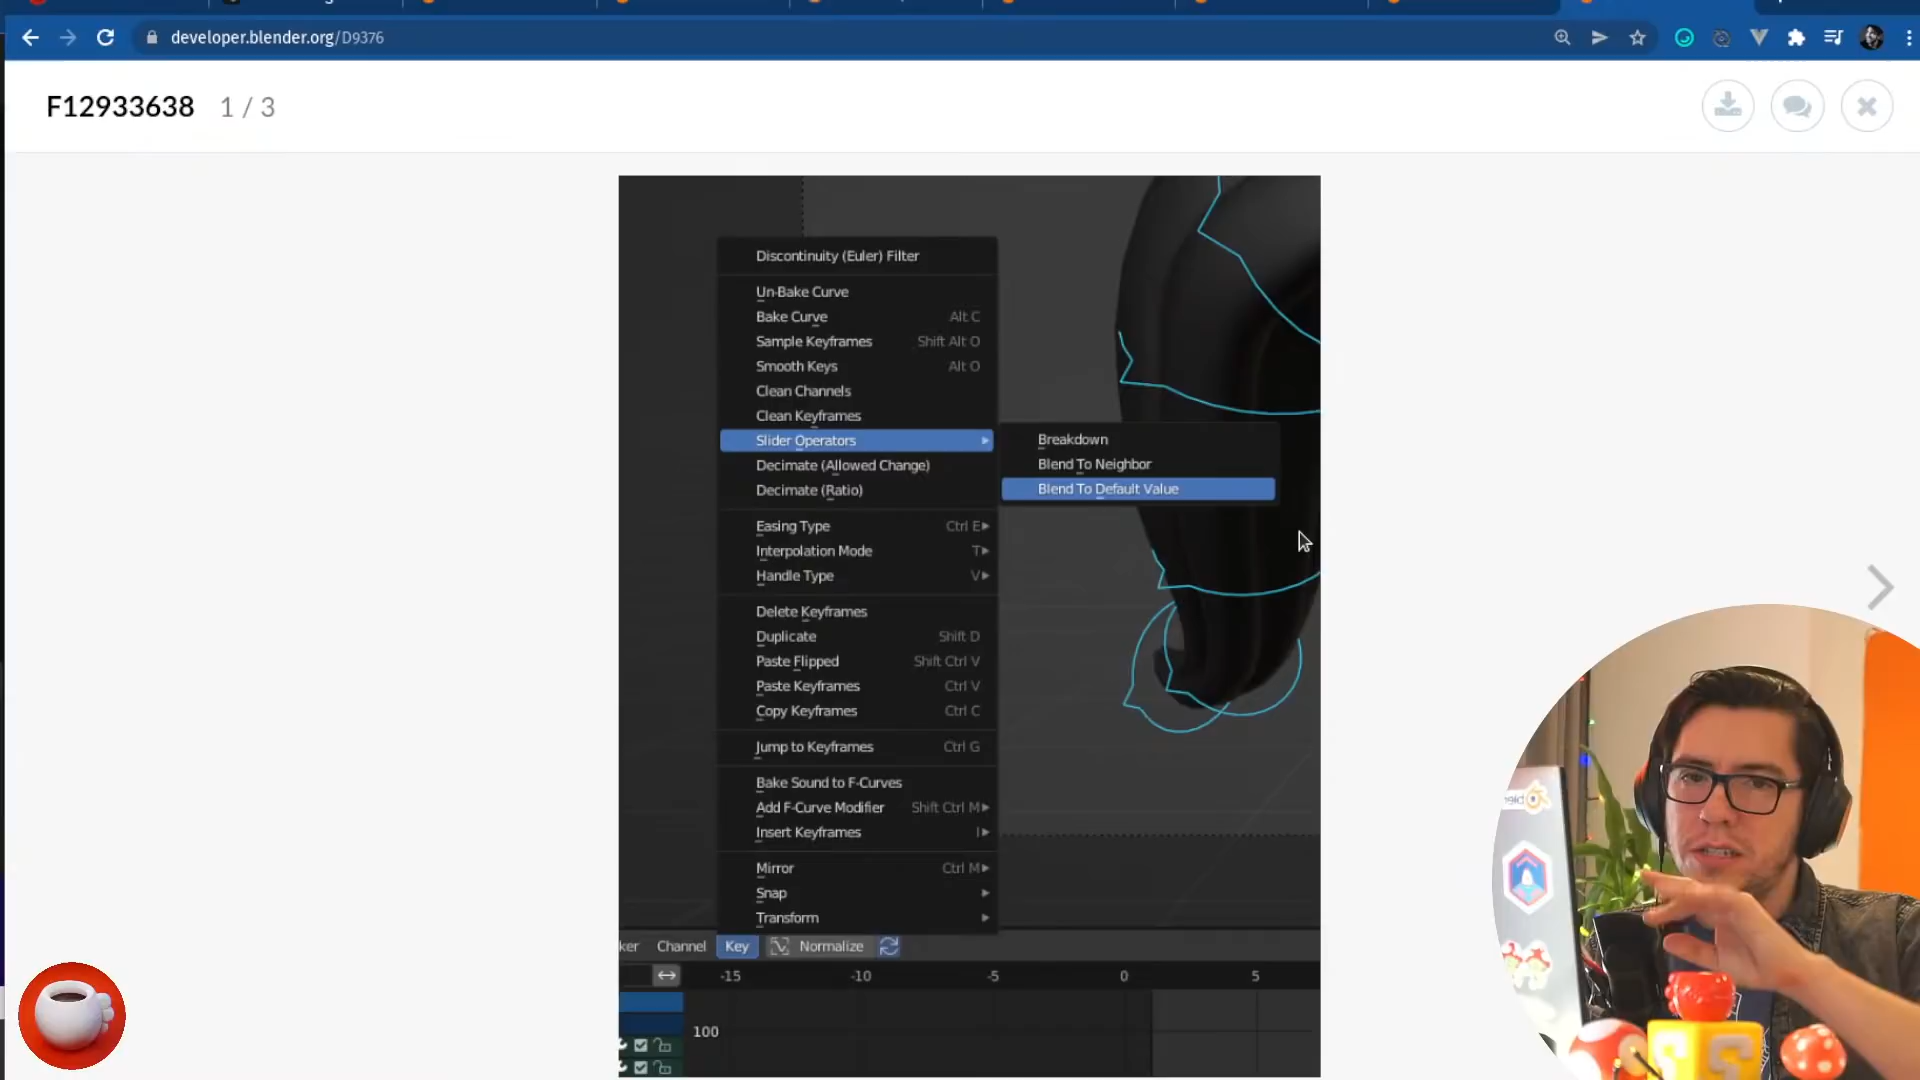 developer.blender.org/D9376
F12933638 1 / 3
Discontinuity (Euler) Filter
Un-Bake Curve
Bake Curve Alt C
Sample Keyframes Shift Alt O
Smooth Keys Alt O
Clean Channels
Clean Keyframes
Slider Operators
Decimate (Allowed Change)
Decimate (Ratio)
Breakdown
Blend To Neighbor
Blend To Default Value
Easing Type Ctrl E
Interpolation Mode T
Handle Type V
Delete Keyframes
Duplicate Shift D
Paste Flipped Shift Ctrl V
Paste Keyframes Ctrl V
Copy Keyframes Ctrl C
Jump to Keyframes Ctrl G
Bake Sound to F-Curves
Add F-Curve Modifier Shift Ctrl M
Insert Keyframes I
Mirror Ctrl M
Snap
Transform
ker Channel Key Normalize
-15 -10 -5 0 5
100